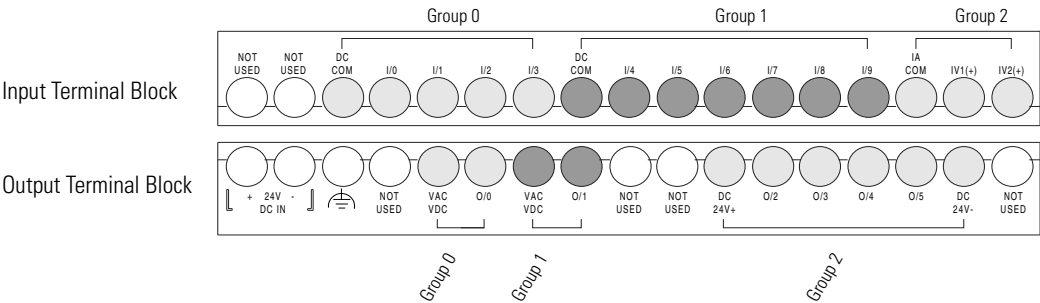 Group 0 Group 1 Group 2
NOT NOT DC DC IA
USED USED COM I/0 I/1 I/2 I/3 COM I/4 I/5 I/6 I/7 I/8 I/9 COM IV1(+) IV2(+)
Input Terminal Block
Output Terminal Block
+ 24V - NOT VAC O/0 VAC O/1 NOT NOT DC O/2 O/3 O/4 O/5 DC NOT
DC IN USED VDC VDC USED USED 24V+ 24V- USED
Group 0 Group 1 Group 2